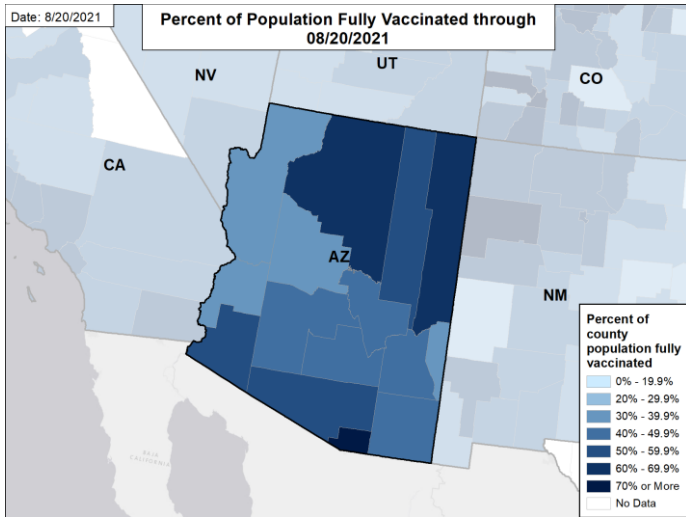 Date: 8/20/2021
Percent of Population Fully Vaccinated through
08/20/2021
NV
UT
CO
CA
AZ
NM
BAJA
CALIFORNIA
Percent of
county
population fully
vaccinated
0% - 19.9%
20% - 29.9%
30% - 39.9%
40% - 49.9%
50% - 59.9%
60% - 69.9%
70% or More
No Data